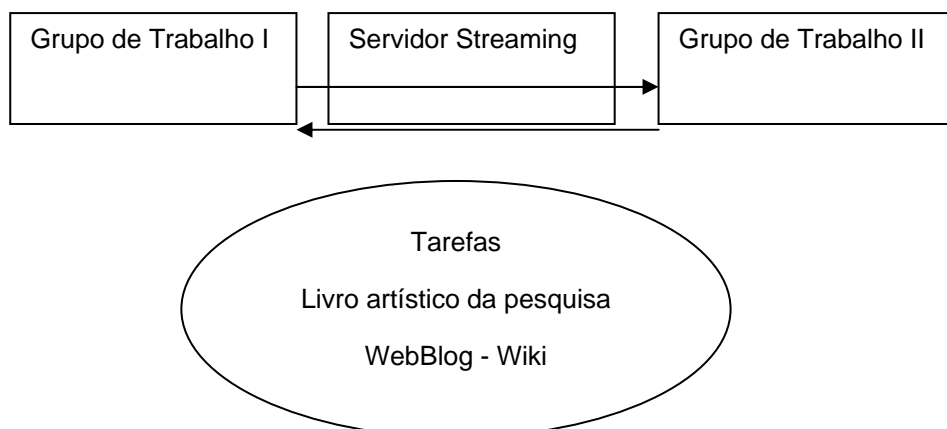 Grupo de Trabalho I
Servidor Streaming
Grupo de Trabalho II
Tarefas
Livro artístico da pesquisa
WebBlog - Wiki